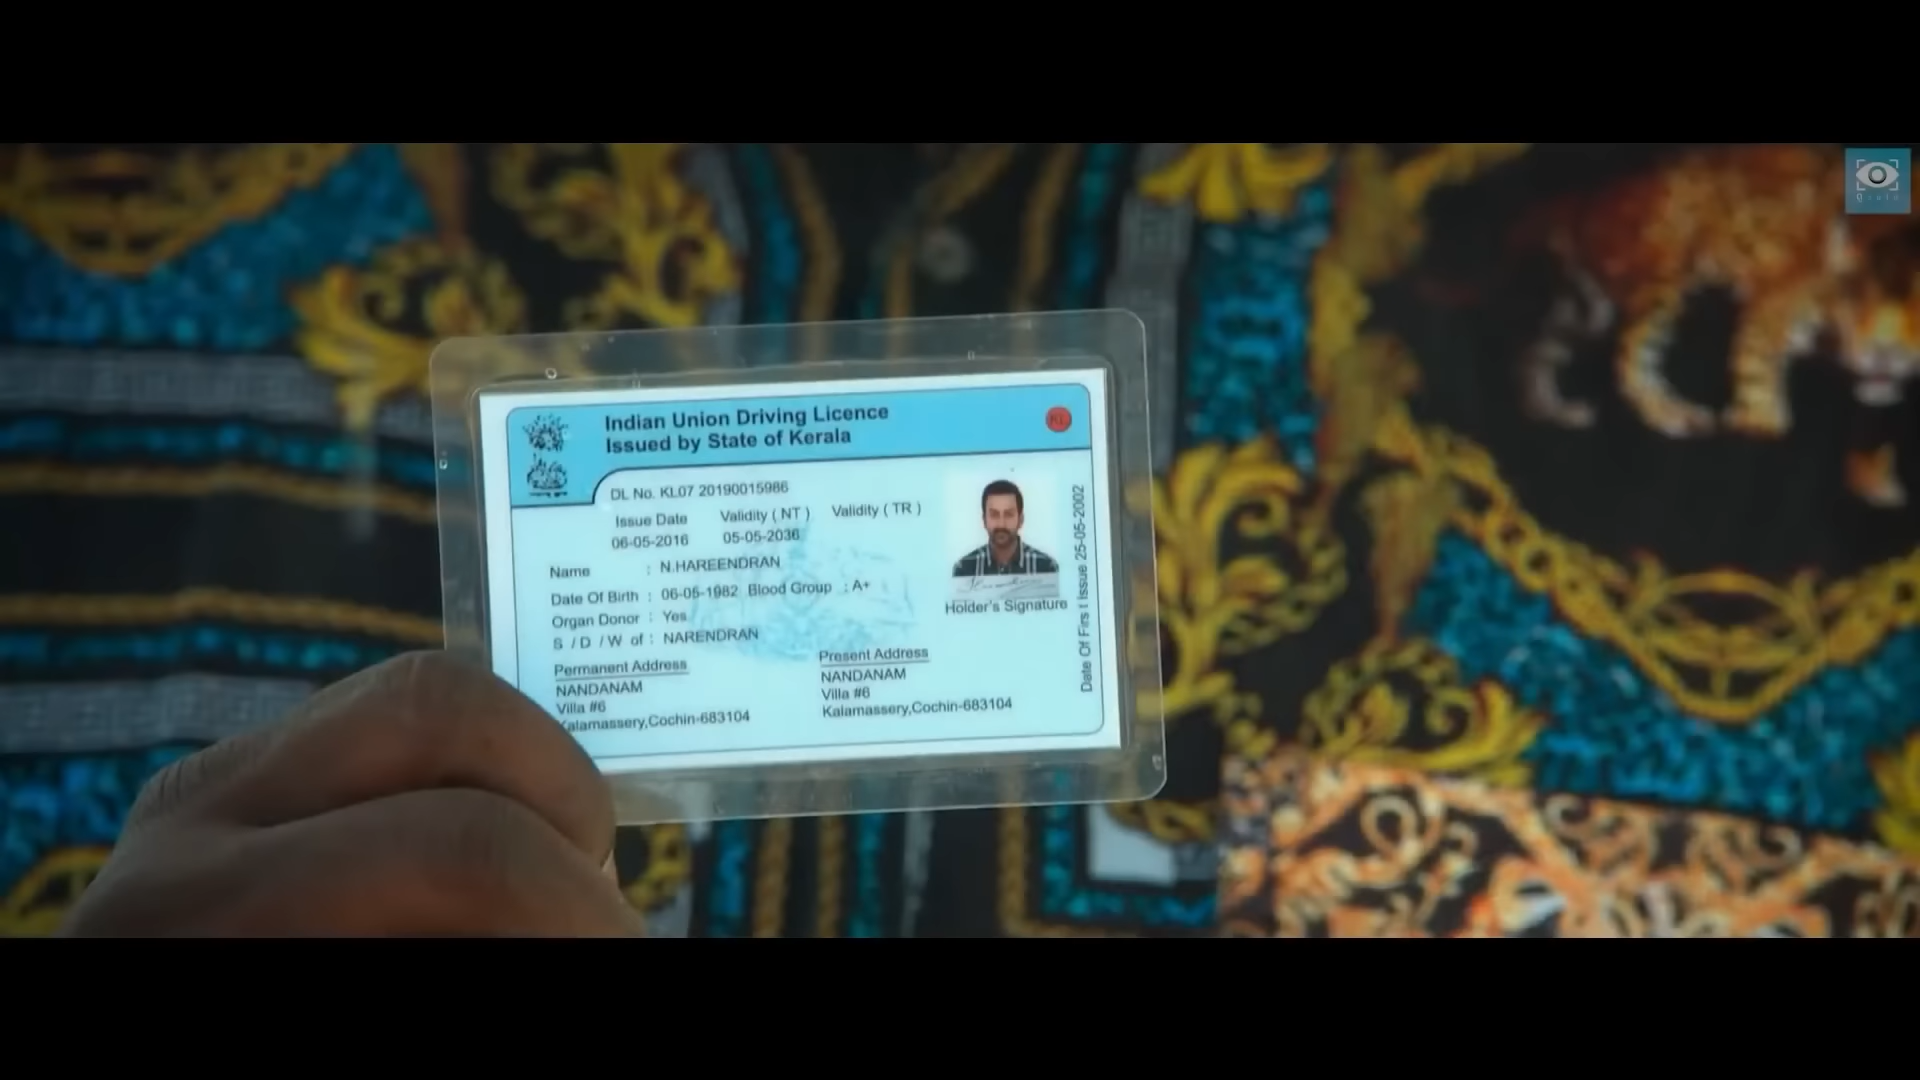 Indian Union Driving Licence
Issued by State of Kerala
KL
DL No. KL07 20190015986
Issue Date Validity ( NT ) Validity ( TR )
06-05-2016 05-05-2036
Name : N.HAREENDRAN
Date Of Birth : 06-05-1982 Blood Group : A+
Organ Donor : Yes
S / D / W of : NARENDRAN
Holder's Signature
Date Of Firs t Issue 25-05-2002
Permanent Address
NANDANAM
Villa #6
Kalamassery,Cochin-683104
Present Address
NANDANAM
Villa #6
Kalamassery,Cochin-683104